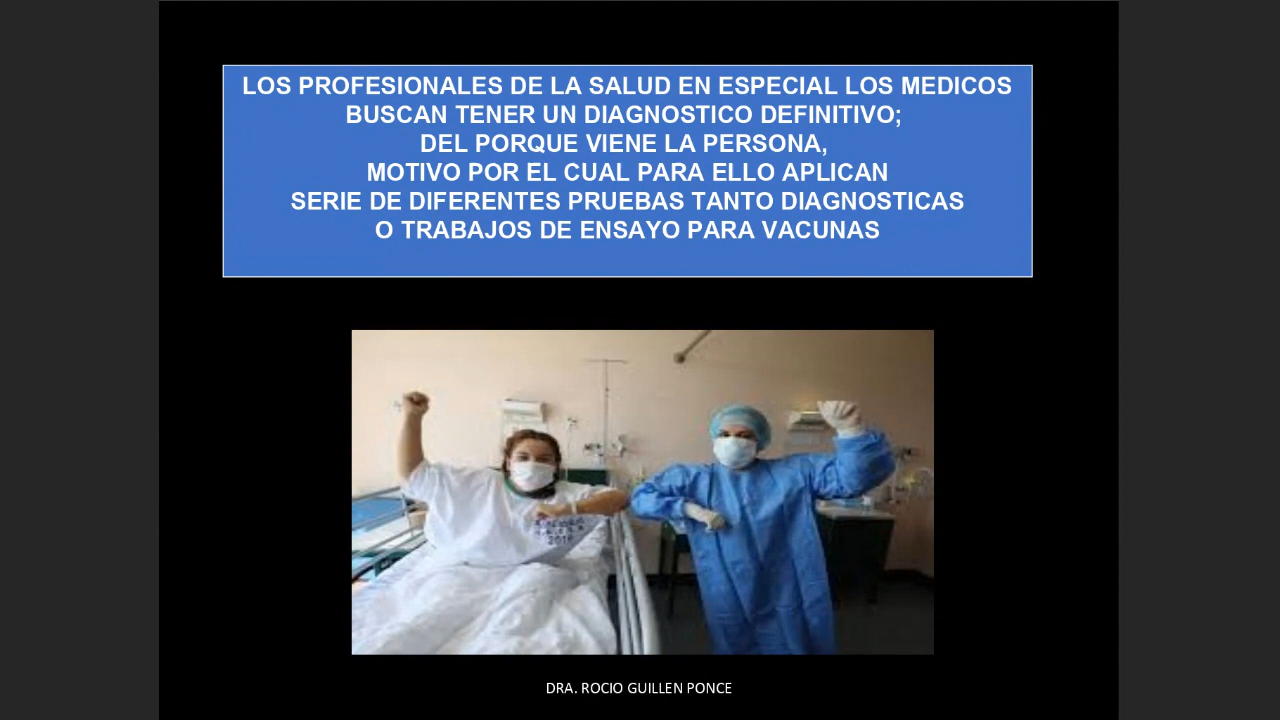 LOS PROFESIONALES DE LA SALUD EN ESPECIAL LOS MEDICOS
BUSCAN TENER UN DIAGNOSTICO DEFINITIVO;
DEL PORQUE VIENE LA PERSONA,
MOTIVO POR EL CUAL PARA ELLO APLICAN
SERIE DE DIFERENTES PRUEBAS TANTO DIAGNOSTICAS
O TRABAJOS DE ENSAYO PARA VACUNAS
DRA. ROCIO GUILLEN PONCE